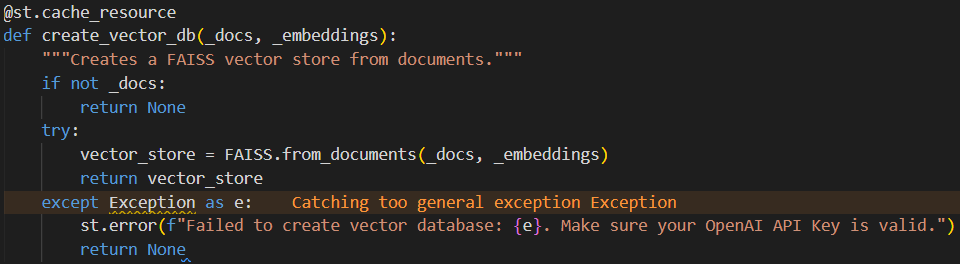 @st.cache_resource
def create_vector_db(_docs, _embeddings):
    """Creates a FAISS vector store from documents."""
    if not _docs:
        return None
    try:
        vector_store = FAISS.from_documents(_docs, _embeddings)
        return vector_store
    except Exception as e:    Catching too general exception Exception
        st.error(f"Failed to create vector database: {e}. Make sure your OpenAI API Key is valid.")
        return None